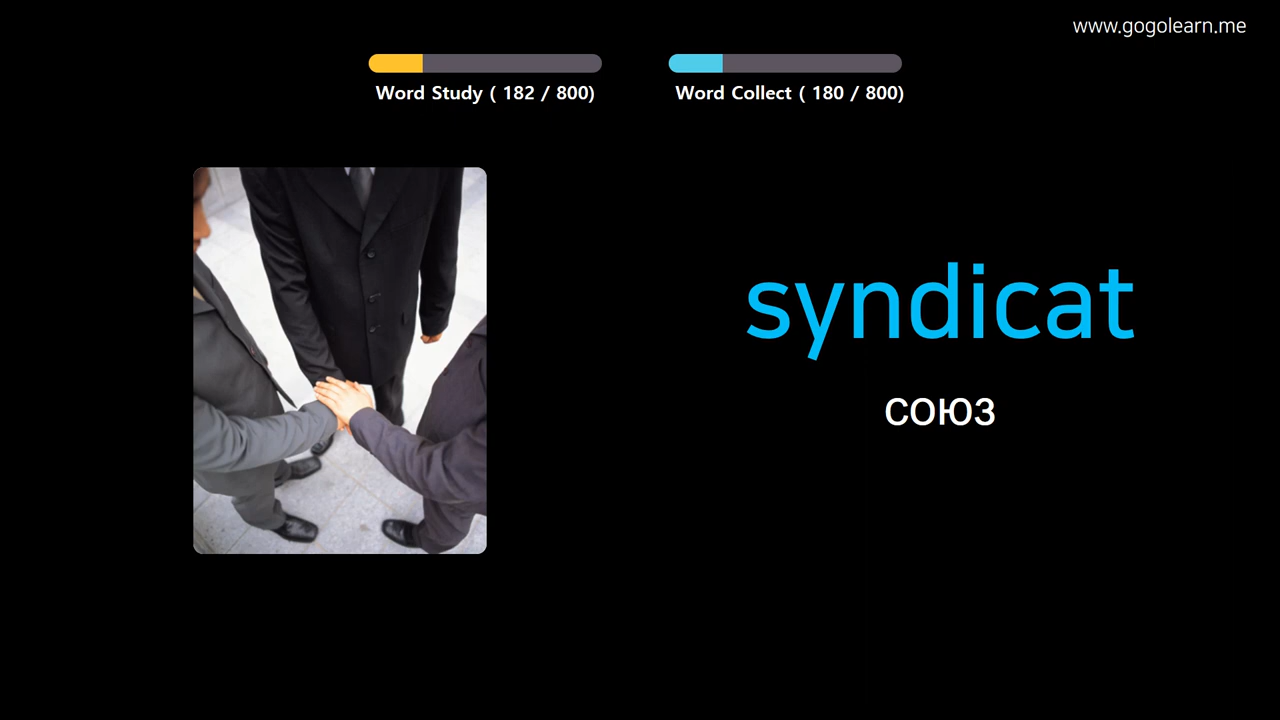 www.gogolearn.me
Word Study ( 182 / 800)
Word Collect ( 180 / 800)
syndicat
союз